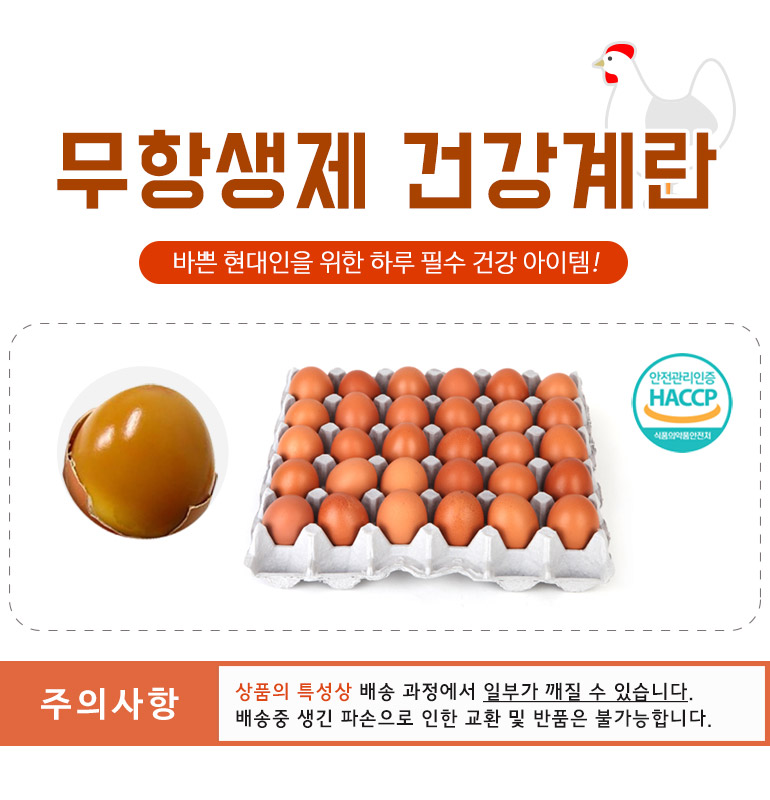 무항생제 건강계란
바쁜 현대인을 위한 하루 필수 건강 아이템!
안전관리인증
HACCP
식품의약품안전처
주의사항
상품의 특성상 배송 과정에서 일부가 깨질 수 있습니다.
배송중 생긴 파손으로 인한 교환 및 반품은 불가능합니다.